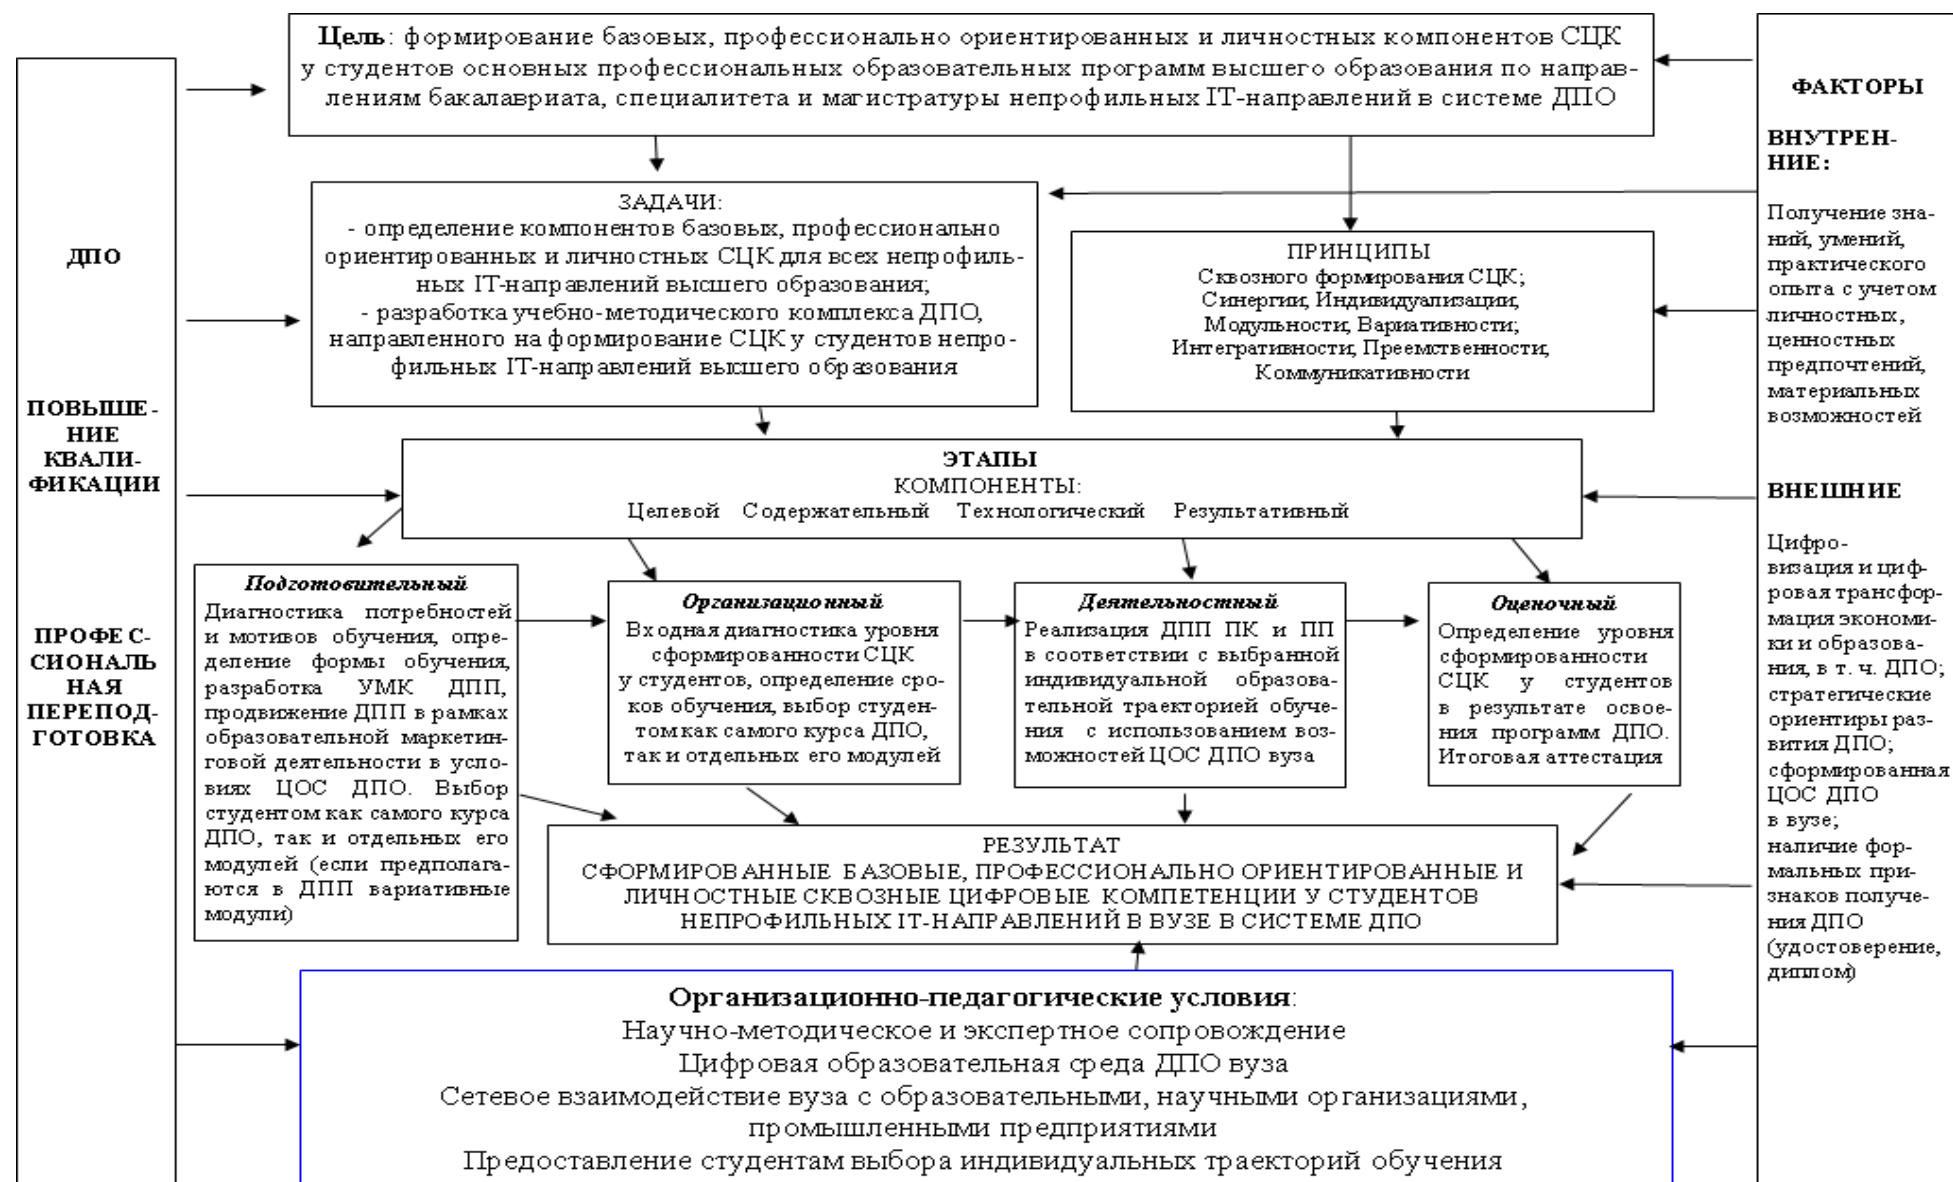 Цель: формирование базовых, профессионально ориентированных и личностных компонентов СЦК
у студентов основных профессиональных образовательных программ высшего образования по направ-
лениям бакалавриата, специалитета и магистратуры непрофильных IT-направлений в системе ДПО
ДПО
ПОВЫШЕ-
НИЕ
КВАЛИ-
ФИКАЦИИ
ПРОФЕС-
СИОНАЛЬ
НАЯ
ПЕРЕПОД-
ГОТОВКА
ЗАДАЧИ:
- определение компонентов базовых, профессионально
ориентированных и личностных СЦК для всех непрофиль-
ных IT-направлений высшего образования;
- разработка учебно-методического комплекса ДПО,
направленного на формирование СЦК у студентов непро-
фильных IT-направлений высшего образования
ПРИНЦИПЫ
Сквозного формирования СЦК;
Синергии; Индивидуализации;
Модульности; Вариативности;
Интегративности; Преемственности;
Коммуникативности
ЭТАПЫ
КОМПОНЕНТЫ:
Целевой Содержательный Технологический Результативный
Подготовительный
Диагностика потребностей
и мотивов обучения, опре-
деление формы обучения,
разработка УМК ДПП,
продвижение ДПП в рамках
образовательной маркетин-
говой деятельности в усло-
виях ЦОС ДПО. Выбор
студентом как самого курса
ДПО, так и отдельных его
модулей (если предполага-
ются в ДПП вариативные
модули)
Организационный
Входная диагностика уровня
сформированности СЦК
у студентов, определение сро-
ков обучения, выбор студен-
том как самого курса ДПО,
так и отдельных его модулей
Деятельностный
Реализация ДПП ПК и ПП
в соответствии с выбранной
индивидуальной образова-
тельной траекторией обуче-
ния с использованием воз-
можностей ЦОС ДПО вуза
Оценочный
Определение уровня
сформированности
СЦК у студентов
в результате освое-
ния программ ДПО.
Итоговая аттестация
РЕЗУЛЬТАТ
СФОРМИРОВАННЫЕ БАЗОВЫЕ, ПРОФЕССИОНАЛЬНО ОРИЕНТИРОВАННЫЕ И
ЛИЧНОСТНЫЕ СКВОЗНЫЕ ЦИФРОВЫЕ КОМПЕТЕНЦИИ У СТУДЕНТОВ
НЕПРОФИЛЬНЫХ IT-НАПРАВЛЕНИЙ В ВУЗЕ В СИСТЕМЕ ДПО
Организационно-педагогические условия:
Научно-методическое и экспертное сопровождение
Цифровая образовательная среда ДПО вуза
Сетевое взаимодействие вуза с образовательными, научными организациями,
промышленными предприятиями
Предоставление студентам выбора индивидуальных траекторий обучения
ФАКТОРЫ
ВНУТРЕН-
НИЕ:
Получение зна-
ний, умений,
практического
опыта с учетом
личностных,
ценностных
предпочтений,
материальных
возможностей
ВНЕШНИЕ
Цифро-
визация и циф-
ровая трансфор-
мация экономи-
ки и образова-
ния, в т. ч. ДПО;
стратегические
ориентиры раз-
вития ДПО;
сформированная
ЦОС ДПО
в вузе;
наличие фор-
мальных при-
знаков получе-
ния ДПО
(удостоверение,
диплом)